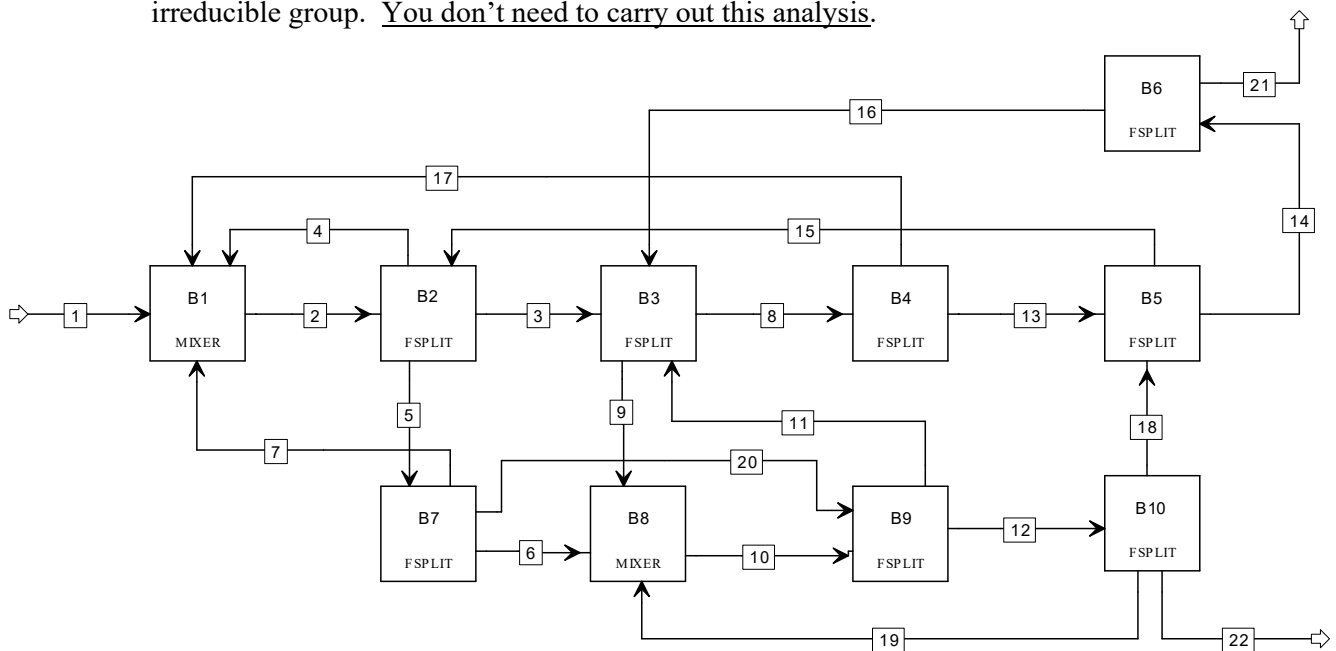 irreducible group. You don't need to carry out this analysis.
B6
FSPLIT
21
16
17
14
4
15
1
B1
MIXER
2
B2
FSPLIT
3
B3
FSPLIT
8
B4
FSPLIT
13
B5
FSPLIT
5
9
11
18
7
20
B7
FSPLIT
6
B8
MIXER
10
B9
FSPLIT
12
B10
FSPLIT
19
22